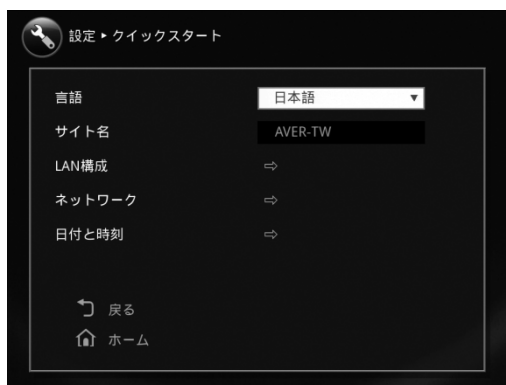 設定 ▸ クイックスタート
言語 日本語 ▼
サイト名 AVER-TW
LAN構成 ⇨
ネットワーク ⇨
日付と時刻 ⇨
戻る
ホーム